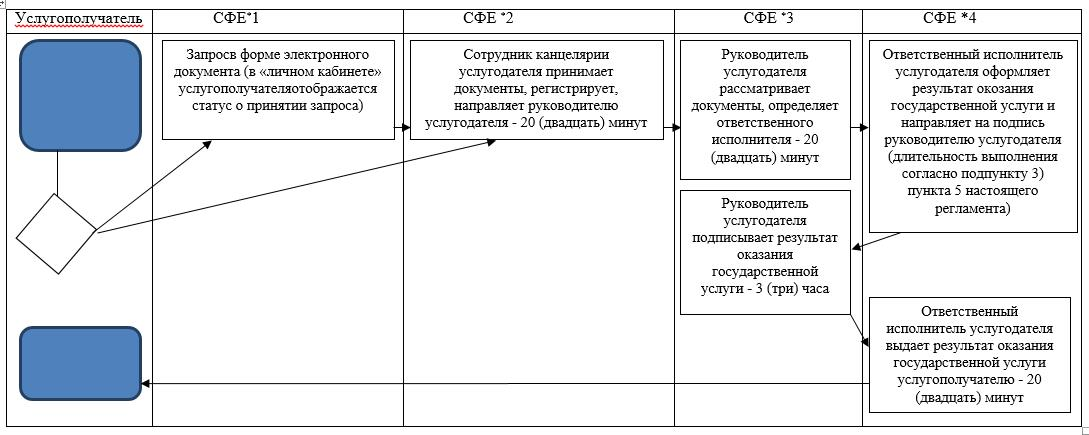 Услугополучатель
СФЕ*1
СФЕ *2
СФЕ *3
СФЕ *4
Запросв форме электронного
документа (в «личном кабинете»
услугополучателяотображается
статус о принятии запроса)
Сотрудник канцелярии
услугодателя принимает
документы, регистрирует,
направляет руководителю
услугодателя - 20 (двадцать) минут
Руководитель
услугодателя
рассматривает
документы, определяет
ответственного
исполнителя - 20
(двадцать) минут
Ответственный исполнитель
услугодателя оформляет
результат оказания
государственной услуги и
направляет на подпись
руководителю услугодателя
(длительность выполнения
согласно подпункту 3)
пункта 5 настоящего
регламента)
Руководитель
услугодателя
подписывает результат
оказания
государственной
услуги - 3 (три) часа
Ответственный
исполнитель услугодателя
выдает результат оказания
государственной услуги
услугополучателю - 20
(двадцать) минут